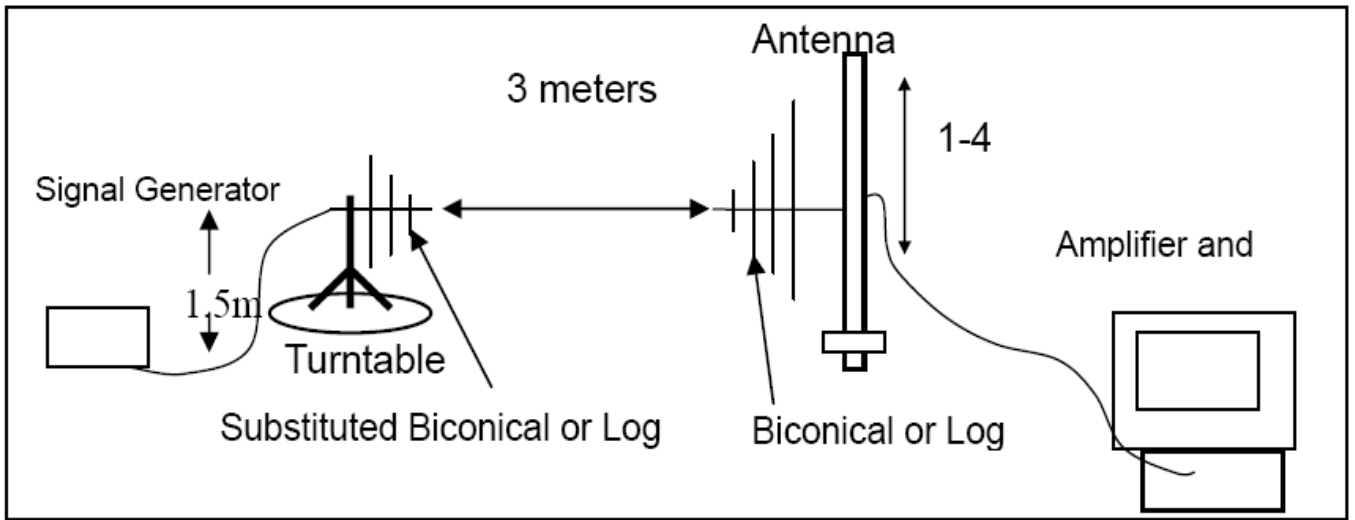 Antenna
3 meters
1-4
Signal Generator
Amplifier and
1.5m
Turntable
Substituted Biconical or Log
Biconical or Log